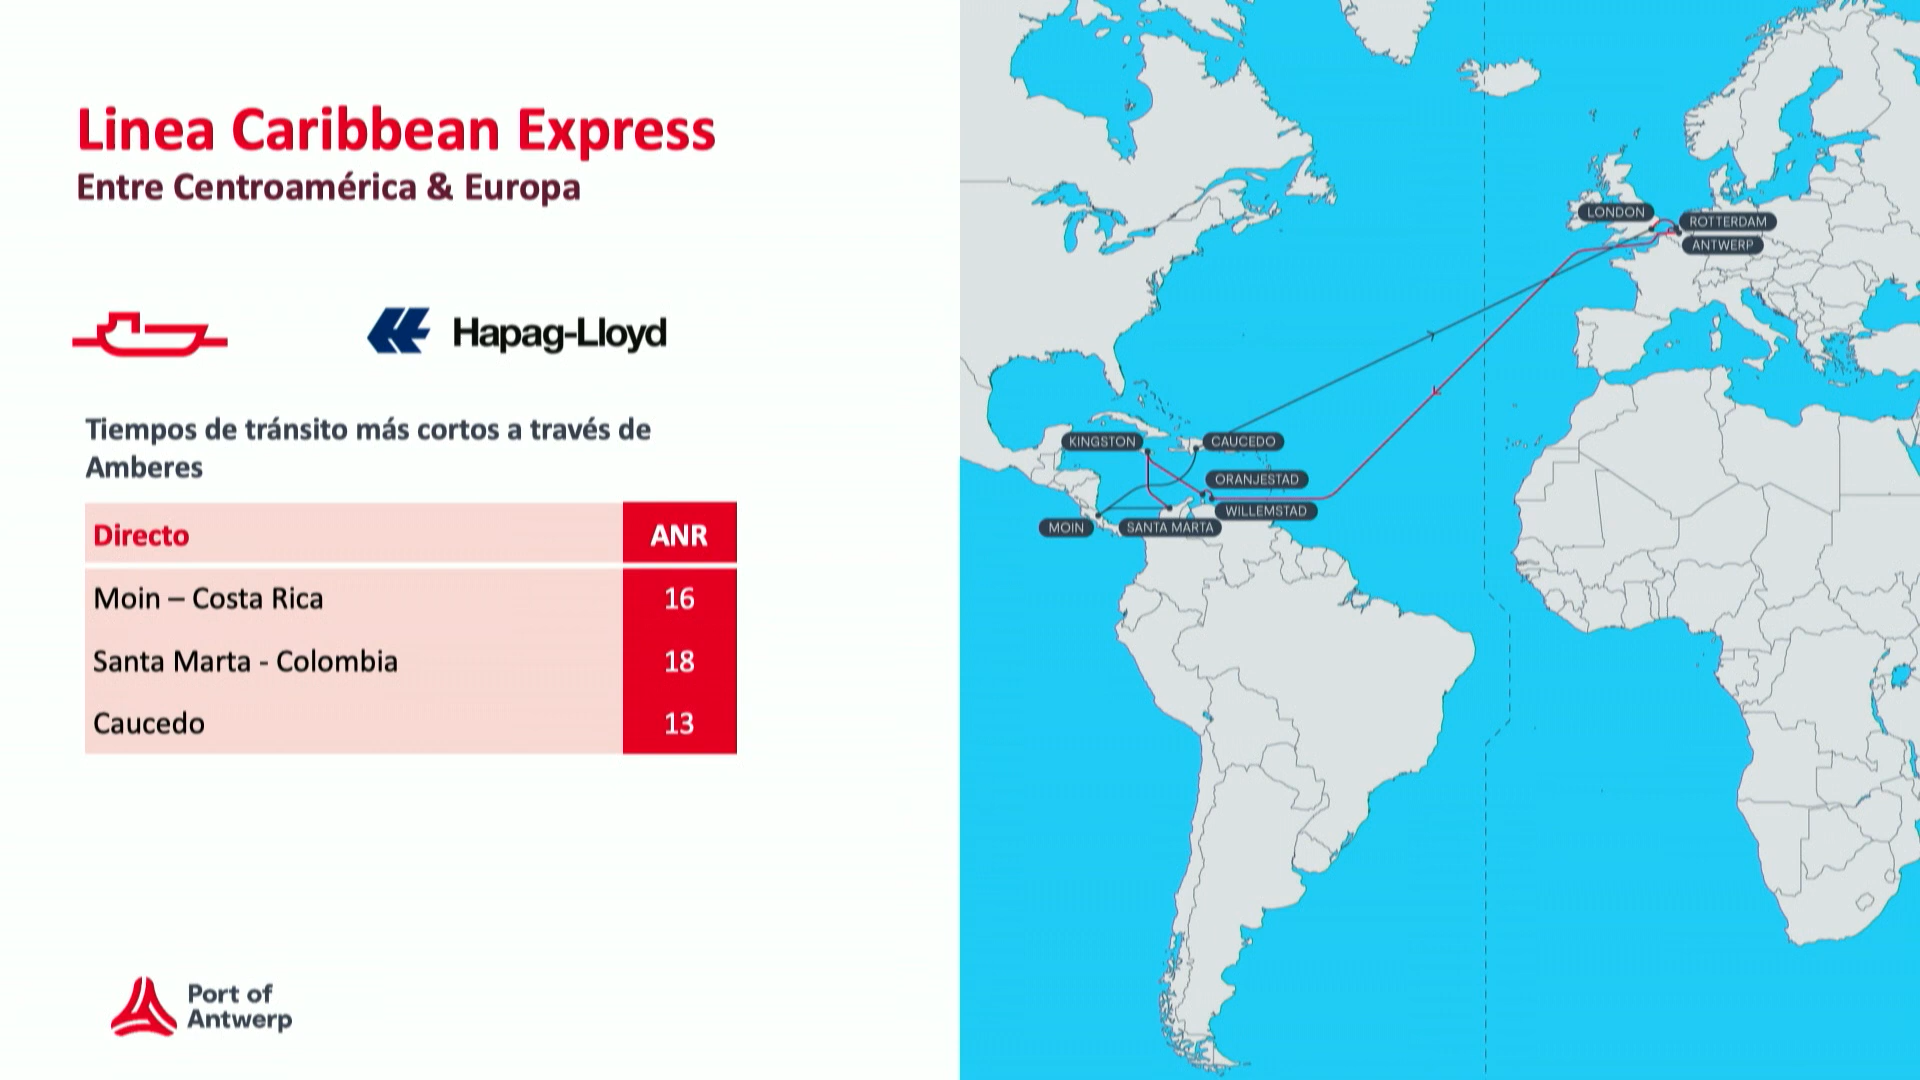 Linea Caribbean Express
Entre Centroamérica & Europa
Hapag-Lloyd
Tiempos de tránsito más cortos a través de
Amberes
Directo ANR
Moin – Costa Rica 16
Santa Marta - Colombia 18
Caucedo 13
Port of
Antwerp
LONDON
ROTTERDAM
ANTWERP
KINGSTON
CAUCEDO
ORANJESTAD
WILLEMSTAD
MOIN
SANTA MARTA